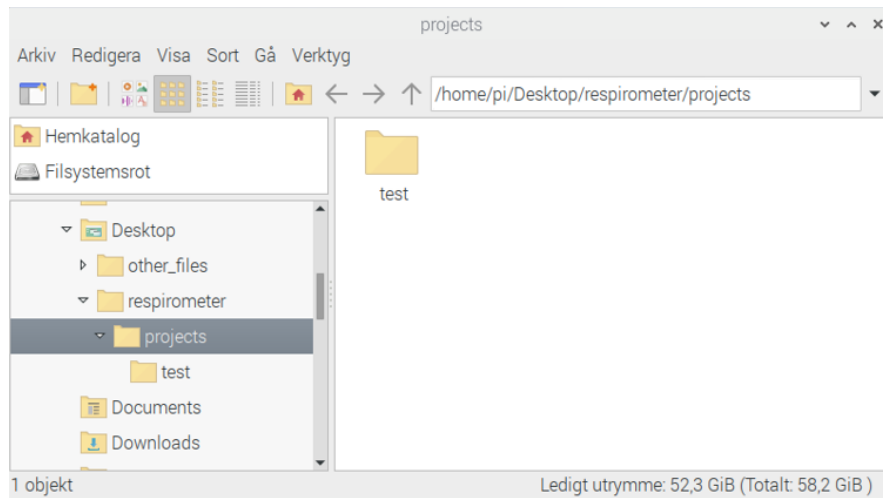 projects
Arkiv Redigera Visa Sort Gå Verktyg
/home/pi/Desktop/respirometer/projects
Hemkatalog
Filsystemsrot
Desktop
other_files
respirometer
projects
test
Documents
Downloads
test
1 objekt
Ledigt utrymme: 52,3 GiB (Totalt: 58,2 GiB )